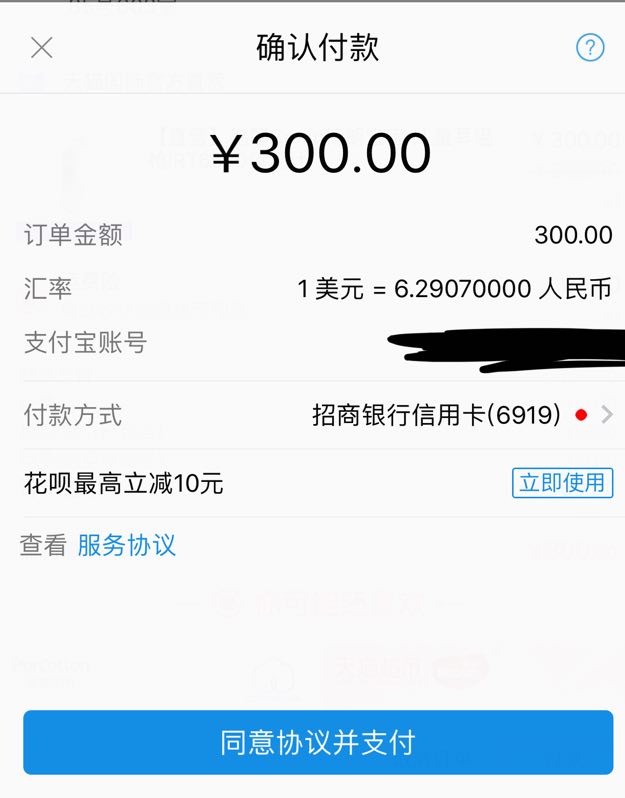 确认付款
?
¥300.00
订单金额 300.00
汇率 1 美元 = 6.29070000 人民币
支付宝账号
付款方式 招商银行信用卡(6919)
花呗最高立减10元 立即使用
查看 服务协议
同意协议并支付